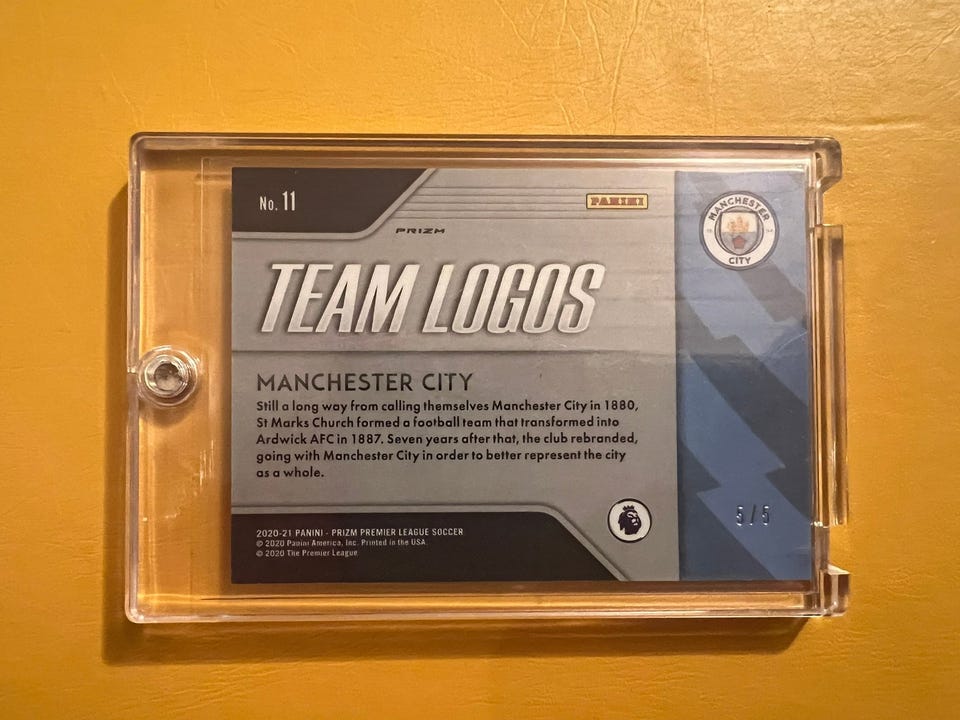 No. 11
PANINI
PRIZM
MANCHESTER
CITY
TEAM LOGOS
MANCHESTER CITY
Still a long way from calling themselves Manchester City in 1880,
St Marks Church formed a football team that transformed into
Ardwick AFC in 1887. Seven years after that, the club rebranded,
going with Manchester City in order to better represent the city
as a whole.
5/5
2020-21 PANINI - PRIZM PREMIER LEAGUE SOCCER
© 2020 Panini America, Inc. Printed in the USA.
© 2020 The Premier League